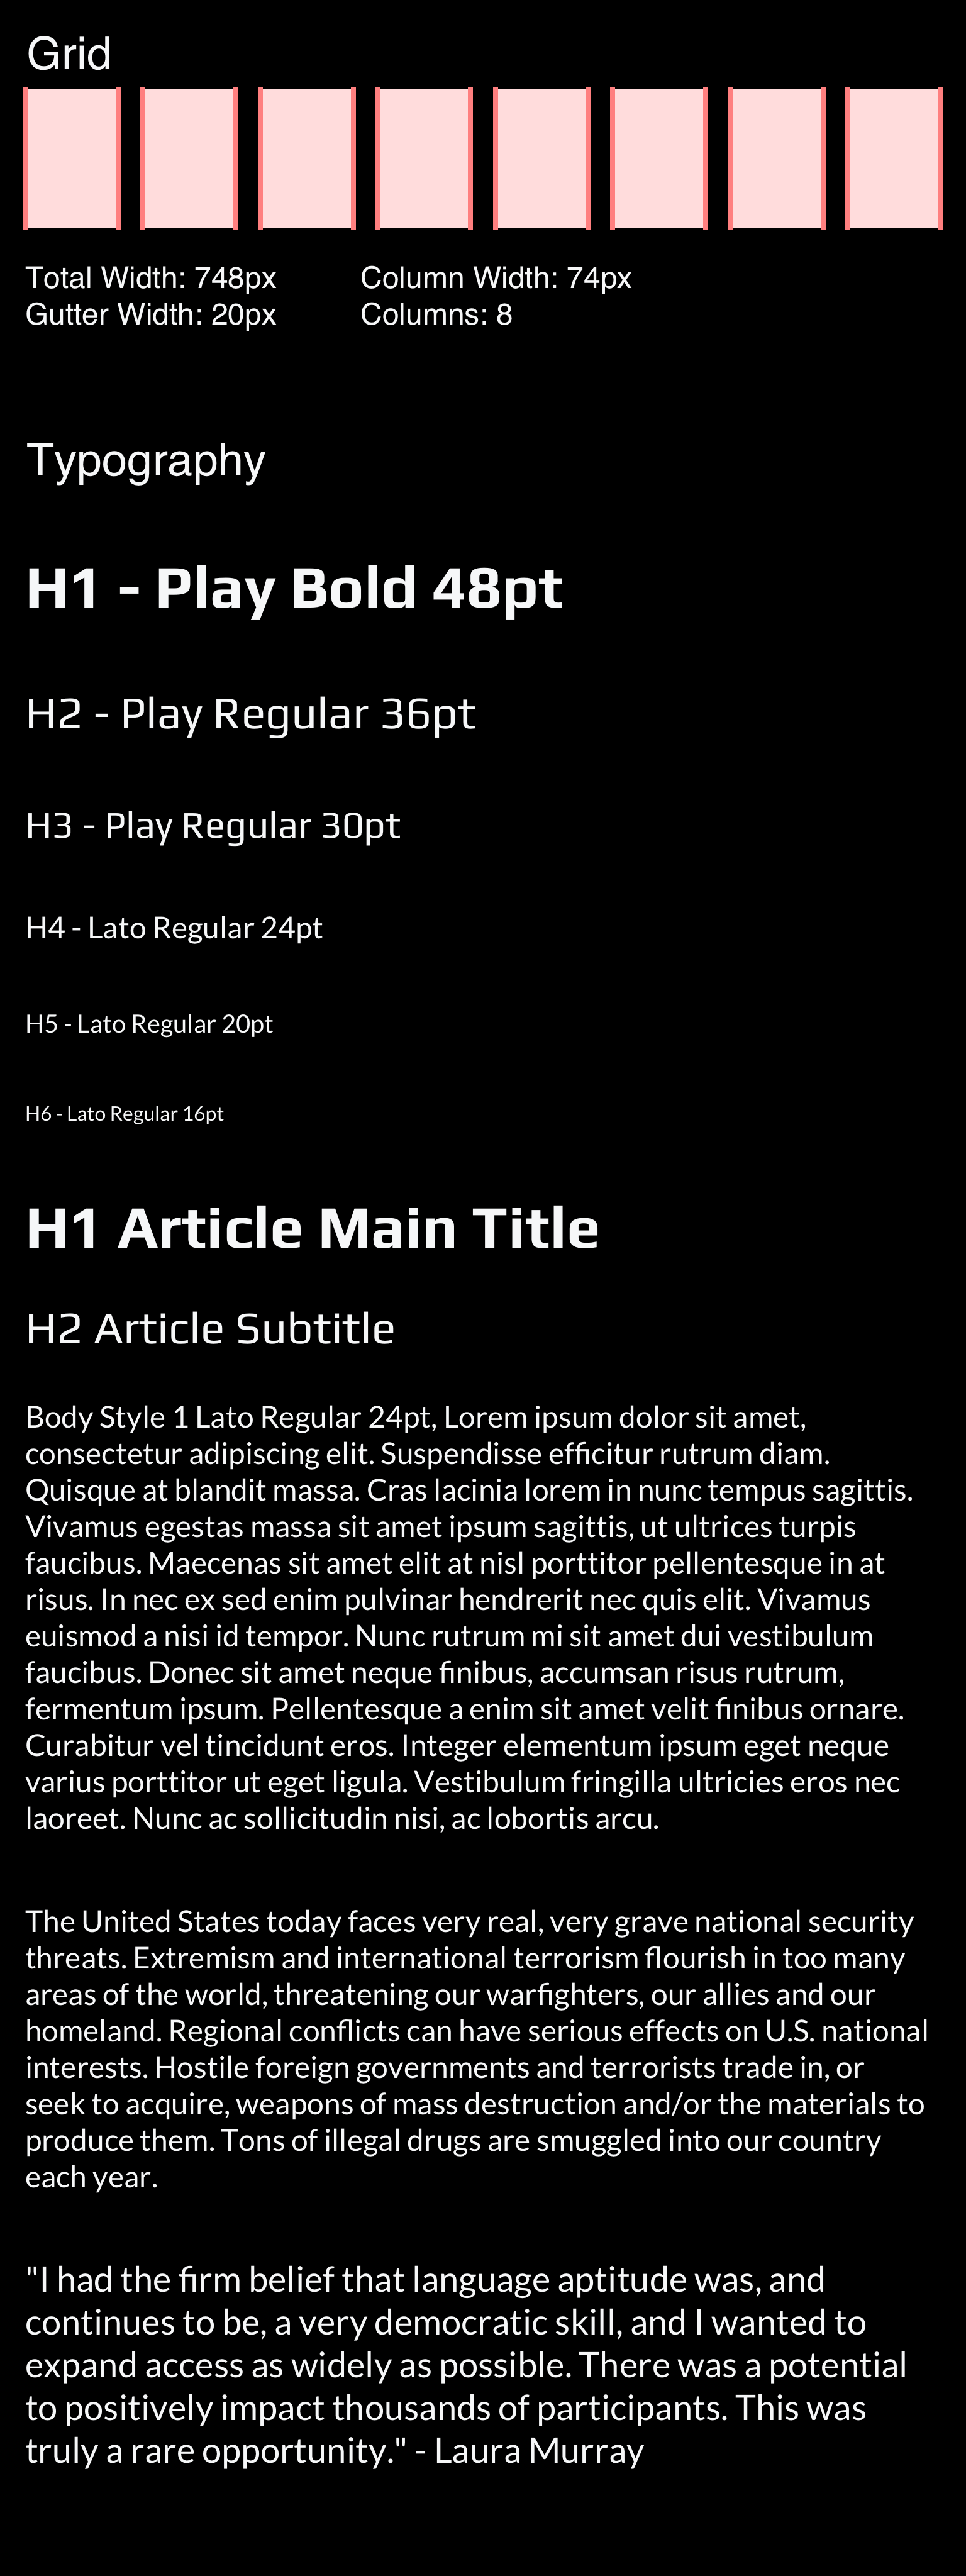 Grid
Total Width: 748px
Column Width: 74px
Gutter Width: 20px
Columns: 8
Typography
H1 - Play Bold 48pt
H2 - Play Regular 36pt
H3 - Play Regular 30pt
H4 - Lato Regular 24pt
H5 - Lato Regular 20pt
H6 - Lato Regular 16pt
H1 Article Main Title
H2 Article Subtitle
Body Style 1 Lato Regular 24pt, Lorem ipsum dolor sit amet,
consectetur adipiscing elit. Suspendisse efficitur rutrum diam.
Quisque at blandit massa. Cras lacinia lorem in nunc tempus sagittis.
Vivamus egestas massa sit amet ipsum sagittis, ut ultrices turpis
faucibus. Maecenas sit amet elit at nisl porttitor pellentesque in at
risus. In nec ex sed enim pulvinar hendrerit nec quis elit. Vivamus
euismod a nisi id tempor. Nunc rutrum mi sit amet dui vestibulum
faucibus. Donec sit amet neque finibus, accumsan risus rutrum,
fermentum ipsum. Pellentesque a enim sit amet velit finibus ornare.
Curabitur vel tincidunt eros. Integer elementum ipsum eget neque
varius porttitor ut eget ligula. Vestibulum fringilla ultricies eros nec
laoreet. Nunc ac sollicitudin nisi, ac lobortis arcu.
The United States today faces very real, very grave national security
threats. Extremism and international terrorism flourish in too many
areas of the world, threatening our warfighters, our allies and our
homeland. Regional conflicts can have serious effects on U.S. national
interests. Hostile foreign governments and terrorists trade in, or
seek to acquire, weapons of mass destruction and/or the materials to
produce them. Tons of illegal drugs are smuggled into our country
each year.
"I had the firm belief that language aptitude was, and
continues to be, a very democratic skill, and I wanted to
expand access as widely as possible. There was a potential
to positively impact thousands of participants. This was
truly a rare opportunity." - Laura Murray